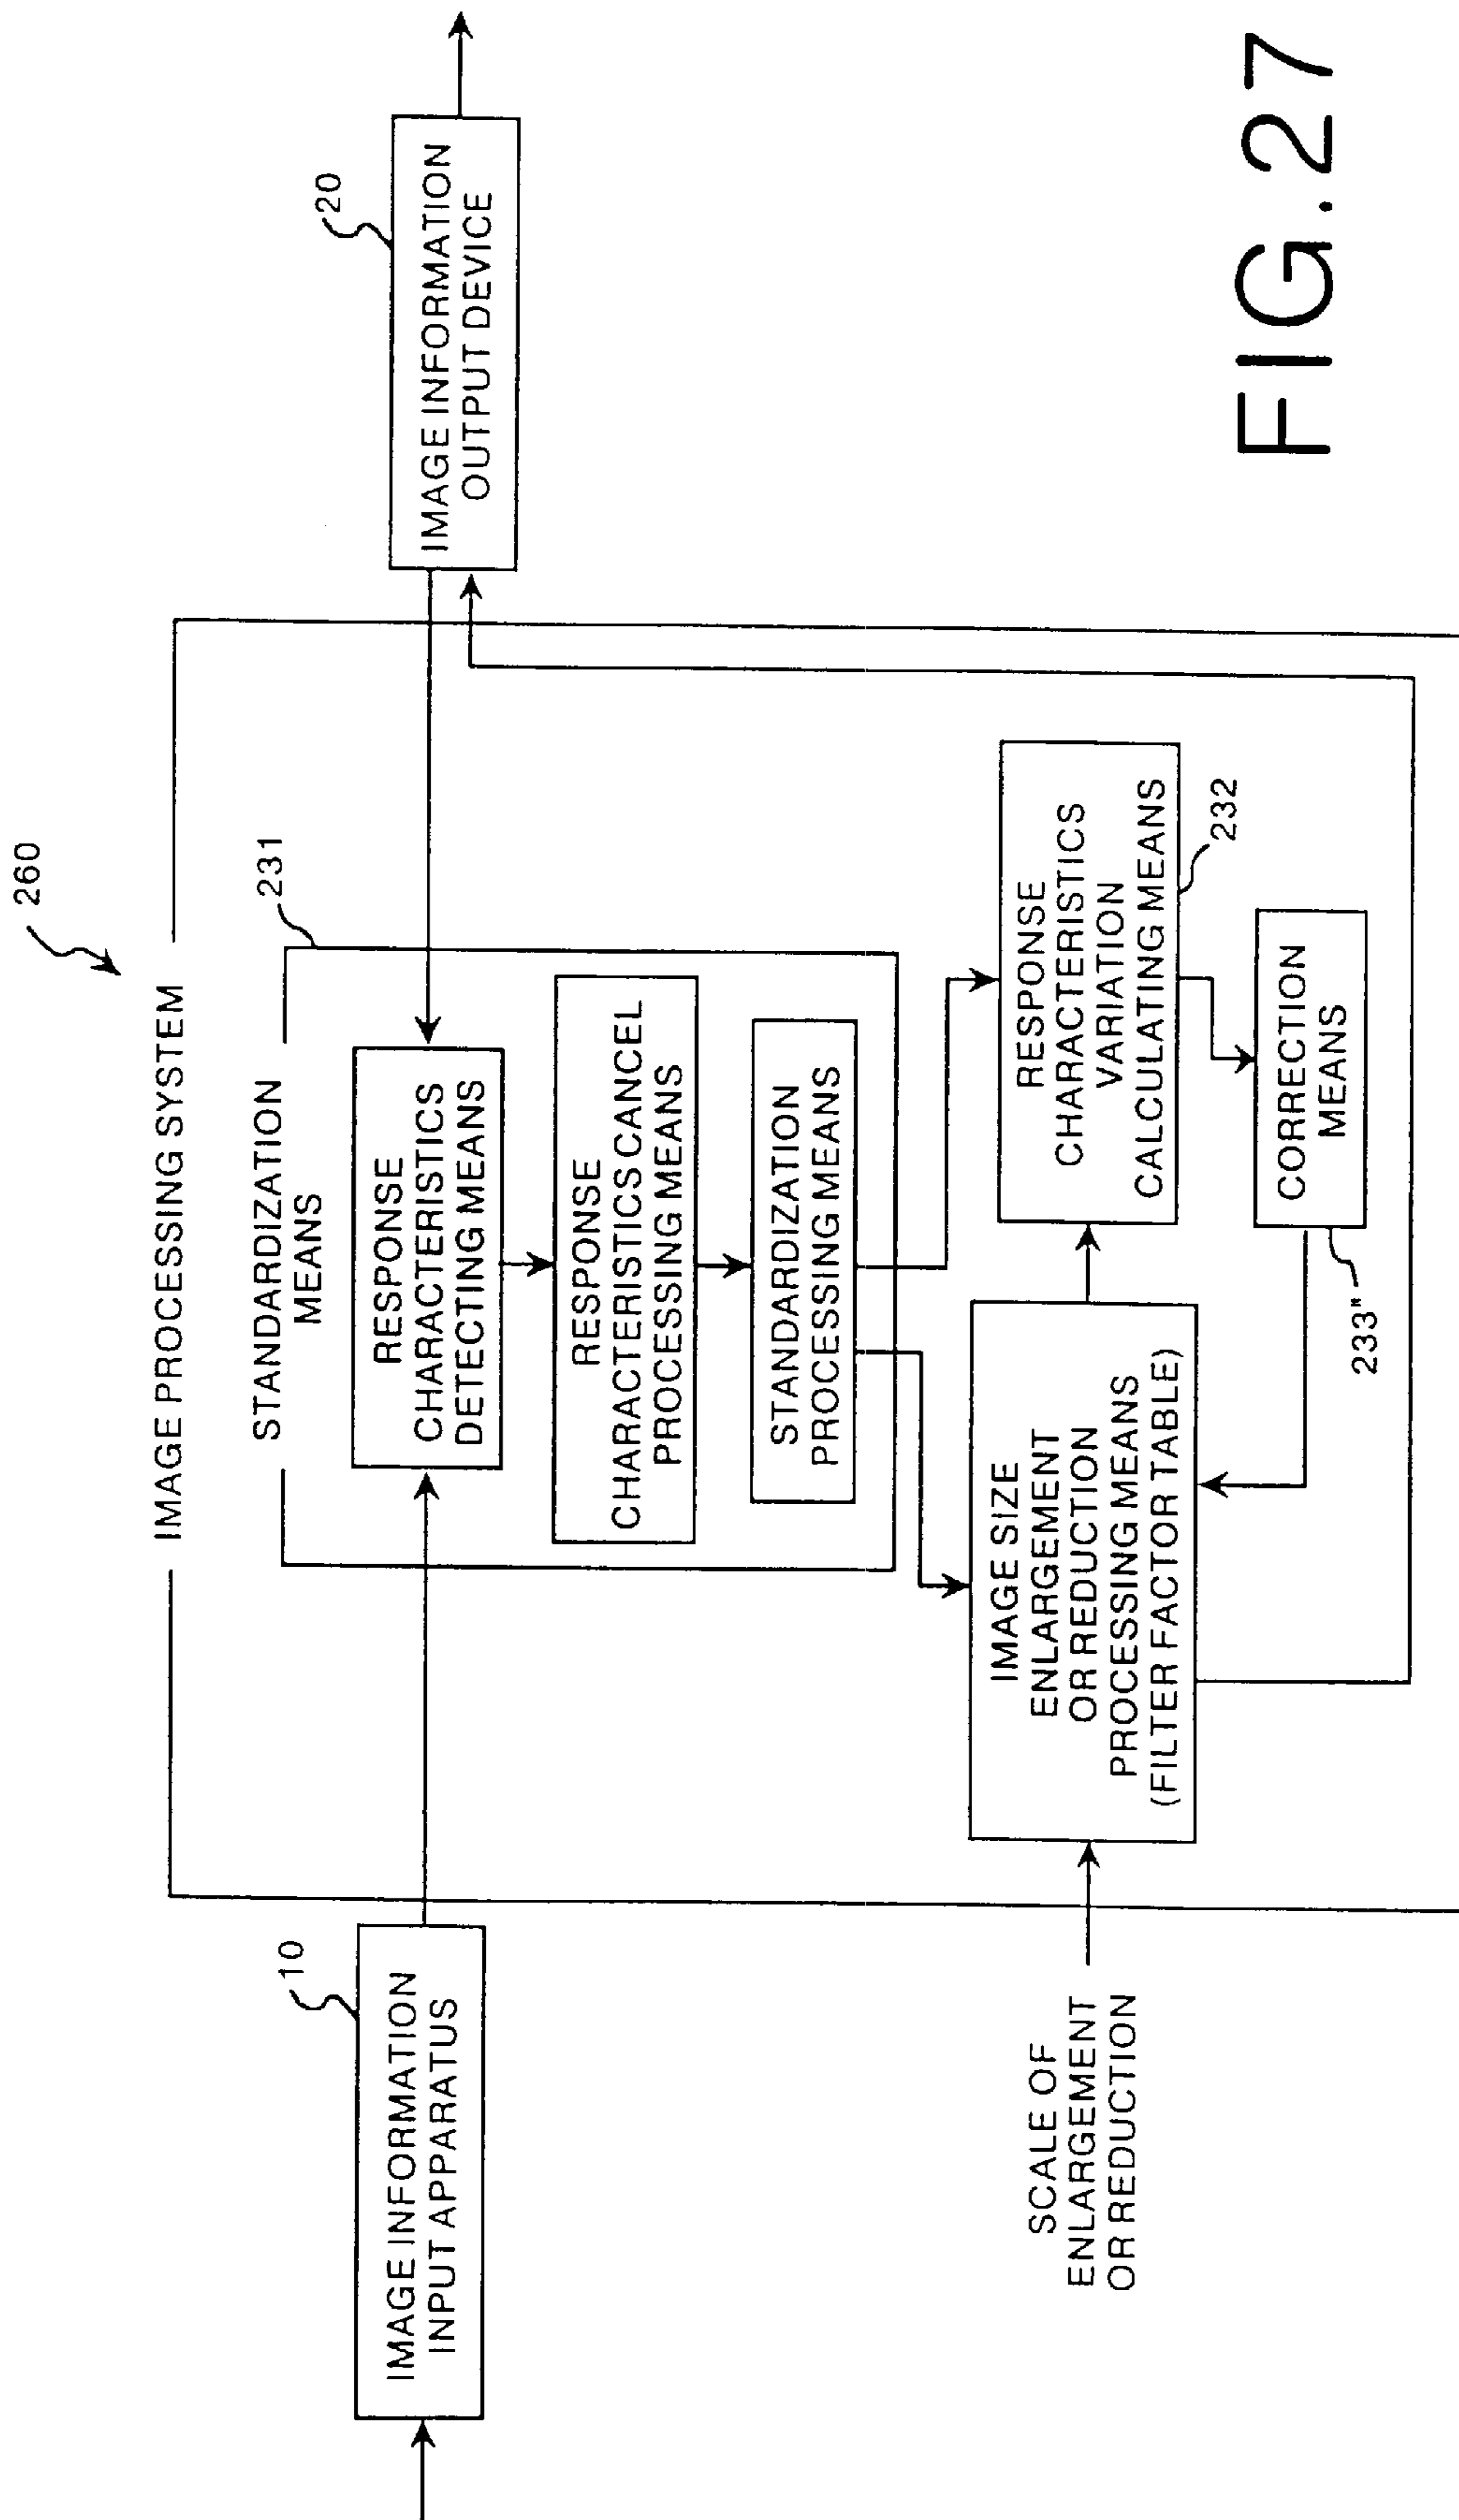 260
IMAGE PROCESSING SYSTEM
231
STANDARDIZATION
MEANS
10
IMAGE INFORMATION
INPUT APPARATUS
RESPONSE
CHARACTERISTICS
DETECTING MEANS
20
IMAGE INFORMATION
OUTPUT DEVICE
RESPONSE
CHARACTERISTICS CANCEL
PROCESSING MEANS
STANDARDIZATION
PROCESSING MEANS
SCALE OF
ENLARGEMENT
OR REDUCTION
IMAGE SIZE
ENLARGEMENT
OR REDUCTION
PROCESSING MEANS
(FILTER FACTOR TABLE)
RESPONSE
CHARACTERISTICS
VARIATION
CALCULATING MEANS
232
CORRECTION
MEANS
233"
FIG.27